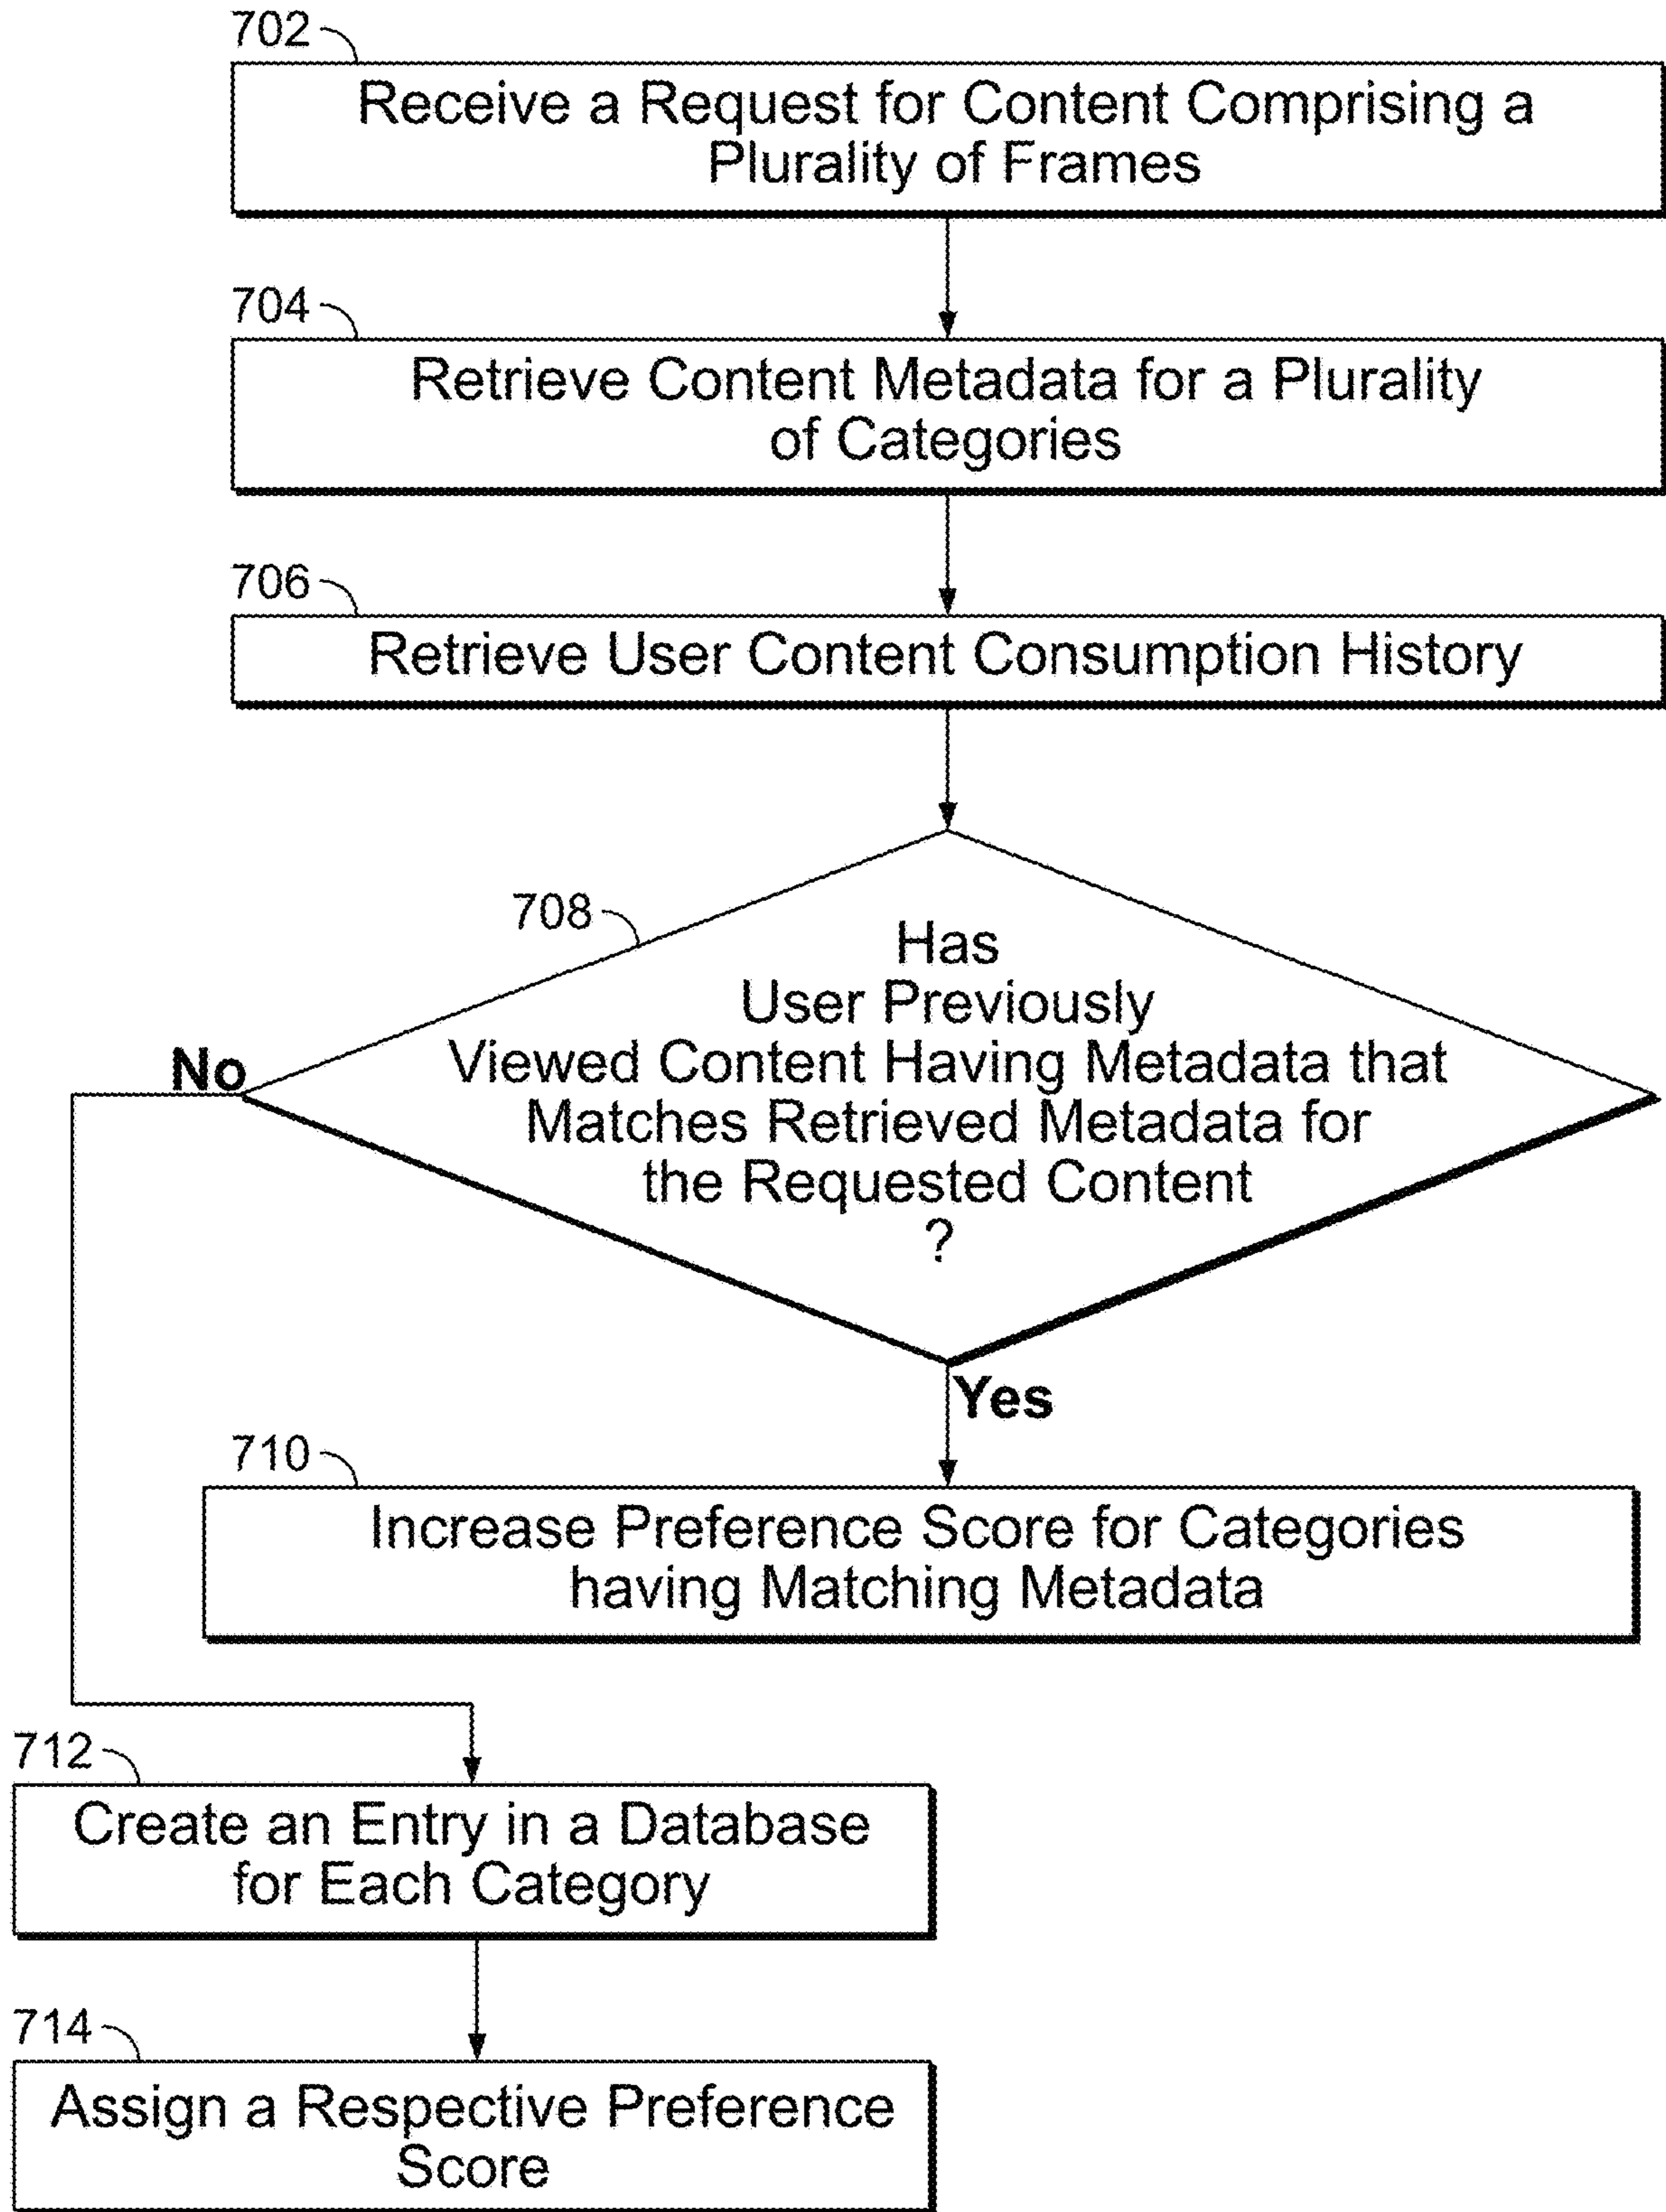 702
Receive a Request for Content Comprising a
Plurality of Frames
704
Retrieve Content Metadata for a Plurality
of Categories
706
Retrieve User Content Consumption History
708
Has
User Previously
Viewed Content Having Metadata that
Matches Retrieved Metadata for
the Requested Content
?
No
Yes
710
Increase Preference Score for Categories
having Matching Metadata
712
Create an Entry in a Database
for Each Category
714
Assign a Respective Preference
Score